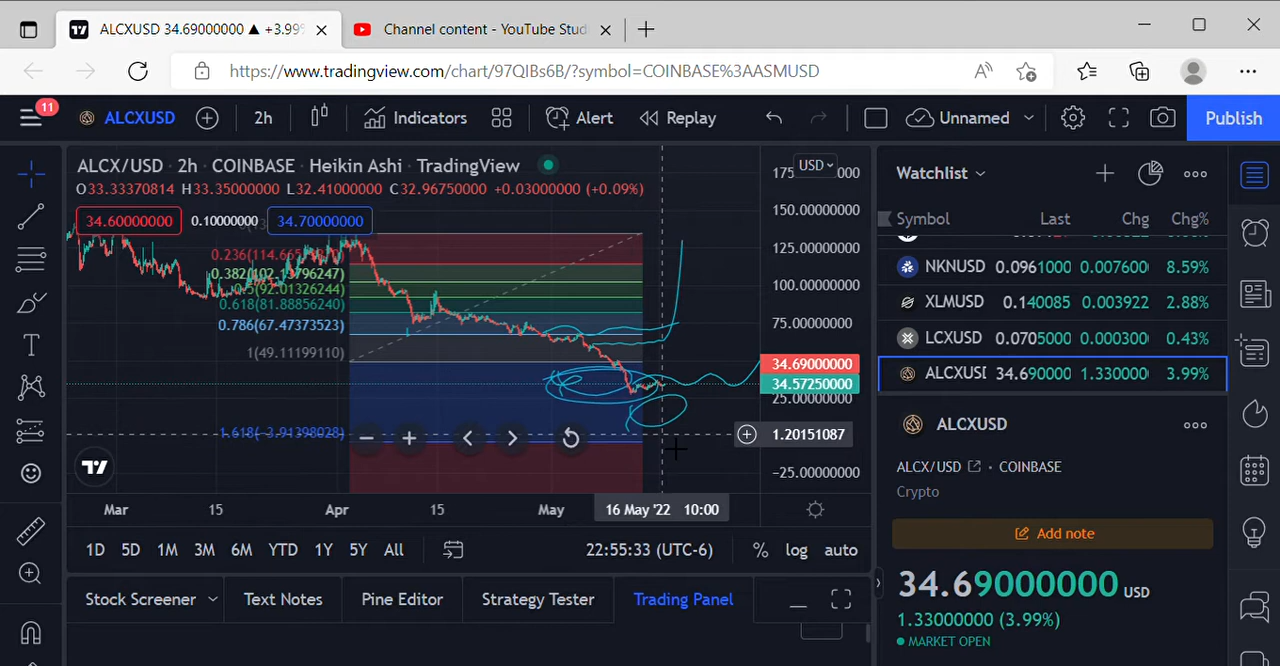 ALCXUSD 34.69000000 ▲ +3.99%
Channel content - YouTube Stud
https://www.tradingview.com/chart/97QIBs6B/?symbol=COINBASE%3AASMUSD
11
ALCXUSD
2h
Indicators
Alert
Replay
Unnamed
Publish
ALCX/USD · 2h · COINBASE · Heikin Ashi · TradingView
O33.33370814 H33.35000000 L32.41000000 C32.96750000 +0.03000000 (+0.09%)
34.60000000 0.10000000 34.70000000
USD
150.00000000
125.00000000
100.00000000
75.00000000
34.69000000
34.57250000
25.00000000
1.20151087
−25.00000000
0.382(102.13796247)
0.5(92.01326244)
0.618(81.88856240)
0.786(67.47373523)
1(49.11199110)
1.618(-3.91398028)
Mar 15 Apr 15 May 16 May '22 10:00
1D 5D 1M 3M 6M YTD 1Y 5Y All 22:55:33 (UTC-6) % log auto
Stock Screener Text Notes Pine Editor Strategy Tester Trading Panel
Watchlist
Symbol Last Chg Chg%
NKNUSD 0.0961000 0.007600 8.59%
XLMUSD 0.140085 0.003922 2.88%
LCXUSD 0.0705000 0.000300 0.43%
ALCXUSD 34.690000 1.330000 3.99%
ALCXUSD
ALCX/USD · COINBASE
Crypto
Add note
34.69000000 USD
1.33000000 (3.99%)
MARKET OPEN